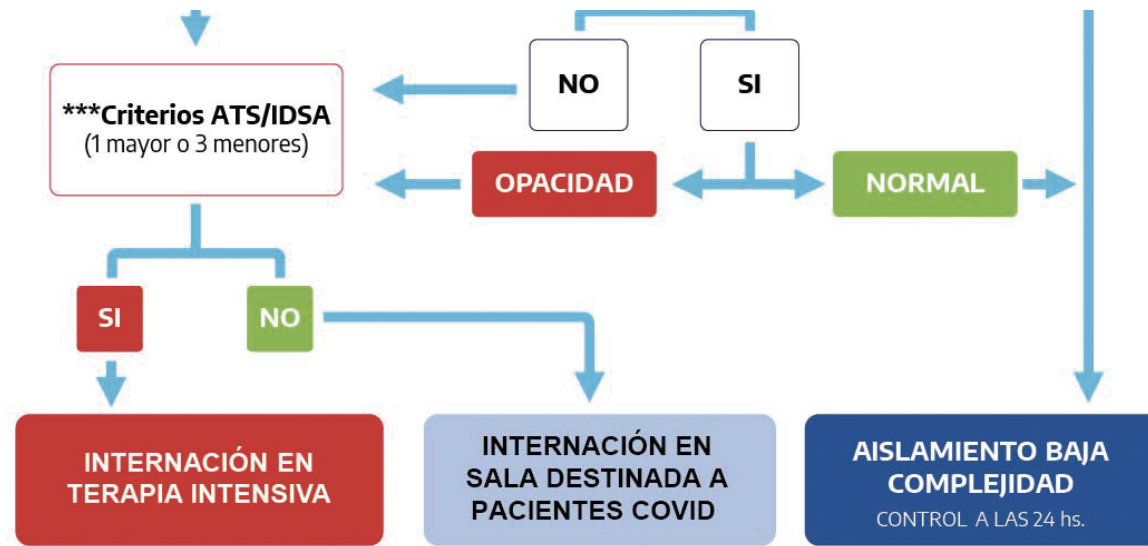 NO
SI
***Criterios ATS/IDSA
(1 mayor o 3 menores)
OPACIDAD
NORMAL
SI
NO
INTERNACIÓN EN
TERAPIA INTENSIVA
INTERNACIÓN EN
SALA DESTINADA A
PACIENTES COVID
AISLAMIENTO BAJA
COMPLEJIDAD
CONTROL A LAS 24 hs.